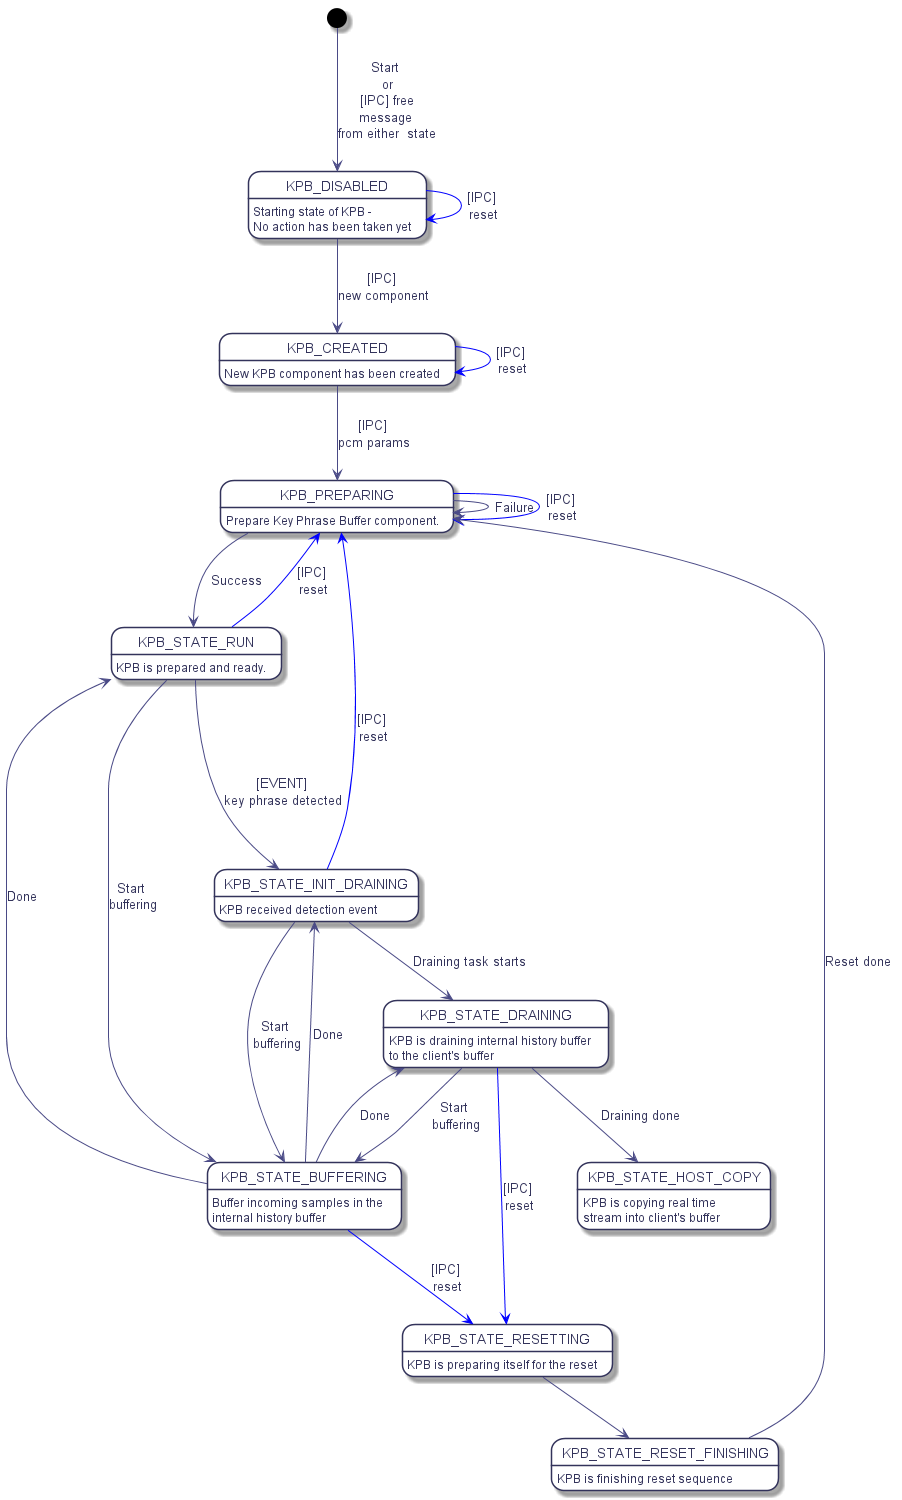 Start
or
[IPC] free
message
from either  state
KPB_DISABLED
Starting state of KPB -
No action has been taken yet
[IPC]
reset
[IPC]
new component
KPB_CREATED
New KPB component has been created
[IPC]
reset
[IPC]
pcm params
KPB_PREPARING
Prepare Key Phrase Buffer component.
Failure
[IPC]
reset
Success
[IPC]
reset
KPB_STATE_RUN
KPB is prepared and ready.
[IPC]
reset
[EVENT]
key phrase detected
KPB_STATE_INIT_DRAINING
KPB received detection event
Done
Start
buffering
Draining task starts
Reset done
KPB_STATE_DRAINING
KPB is draining internal history buffer
to the client's buffer
Start
buffering
Done
Done
Start
buffering
Draining done
KPB_STATE_BUFFERING
Buffer incoming samples in the
internal history buffer
KPB_STATE_HOST_COPY
KPB is copying real time
stream into client's buffer
[IPC]
reset
[IPC]
reset
KPB_STATE_RESETTING
KPB is preparing itself for the reset
KPB_STATE_RESET_FINISHING
KPB is finishing reset sequence